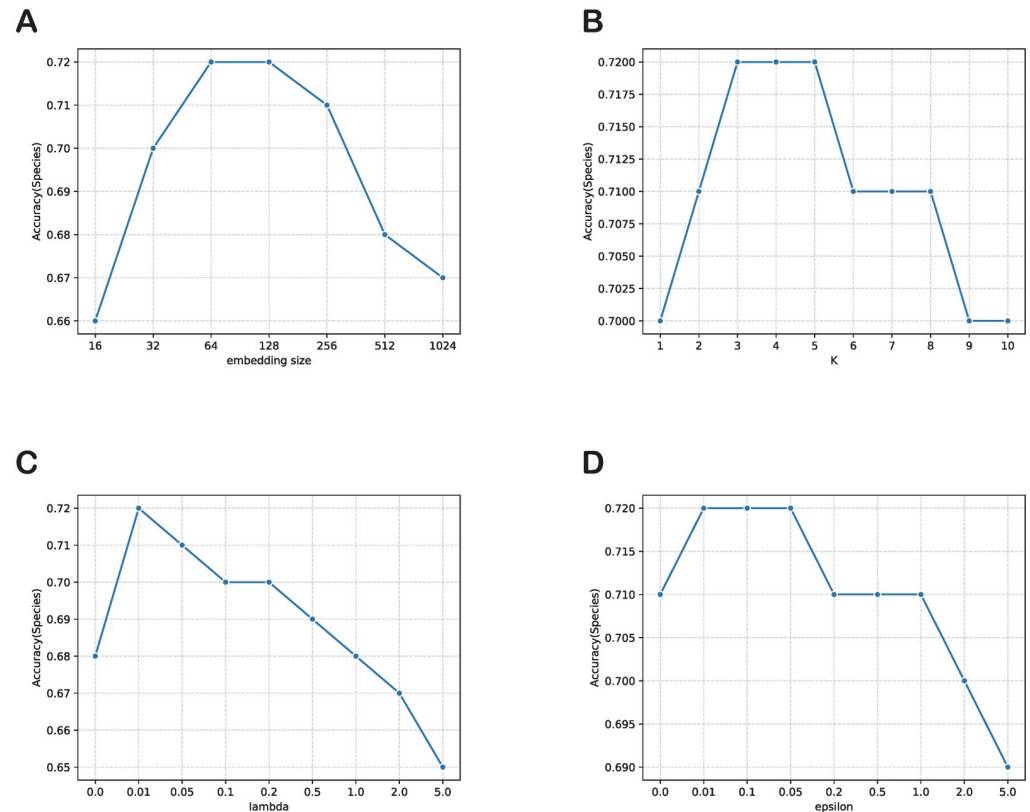 A
0.72
0.71
0.70
0.69
0.68
0.67
0.66
Accuracy(Species)
16 32 64 128 256 512 1024
embedding size
B
0.7200
0.7175
0.7150
0.7125
0.7100
0.7075
0.7050
0.7025
0.7000
Accuracy(Species)
1 2 3 4 5 6 7 8 9 10
K
C
0.72
0.71
0.70
0.69
0.68
0.67
0.66
0.65
Accuracy(Species)
0.0 0.01 0.05 0.1 0.2 0.5 1.0 2.0 5.0
lambda
D
0.720
0.715
0.710
0.705
0.700
0.695
0.690
Accuracy(Species)
0.0 0.01 0.1 0.05 0.2 0.5 1.0 2.0 5.0
epsilon